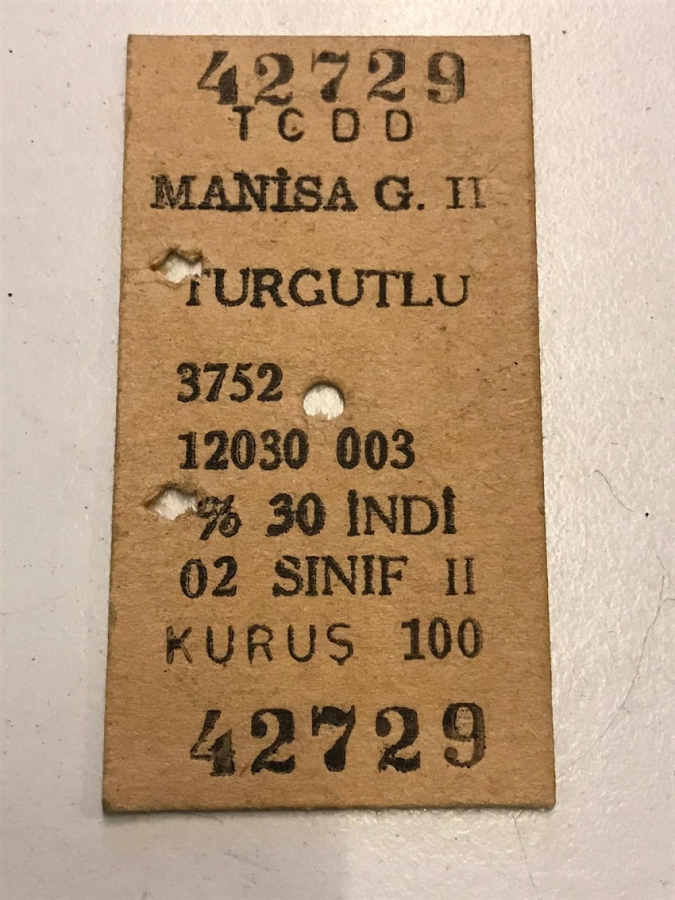 42729
TCDD
MANİSA G. II
TURGUTLU
3752
12030 003
% 30 İNDİ
02 SINIF II
KURUŞ 100
42729